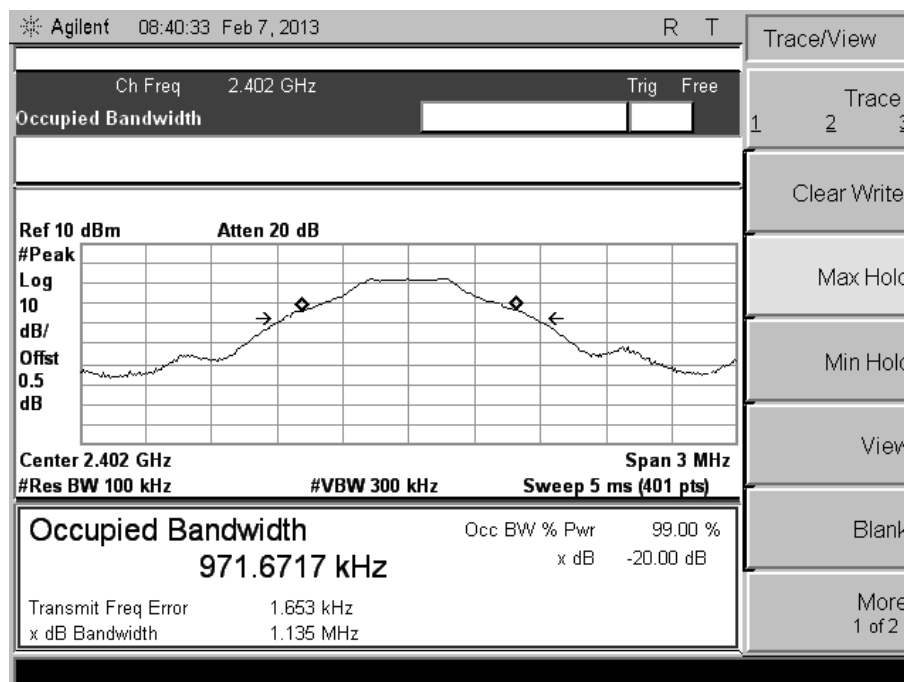 Agilent 08:40:33 Feb 7, 2013 R T
Trace/View
Ch Freq 2.402 GHz Trig Free
Occupied Bandwidth
Trace
1 2 3
Clear Write
Max Hold
Min Hold
View
Blank
More
1 of 2
Ref 10 dBm Atten 20 dB
#Peak
Log
10
dB/
Offst
0.5
dB
Center 2.402 GHz Span 3 MHz
#Res BW 100 kHz #VBW 300 kHz Sweep 5 ms (401 pts)
Occupied Bandwidth Occ BW % Pwr 99.00 %
971.6717 kHz x dB -20.00 dB
Transmit Freq Error 1.653 kHz
x dB Bandwidth 1.135 MHz